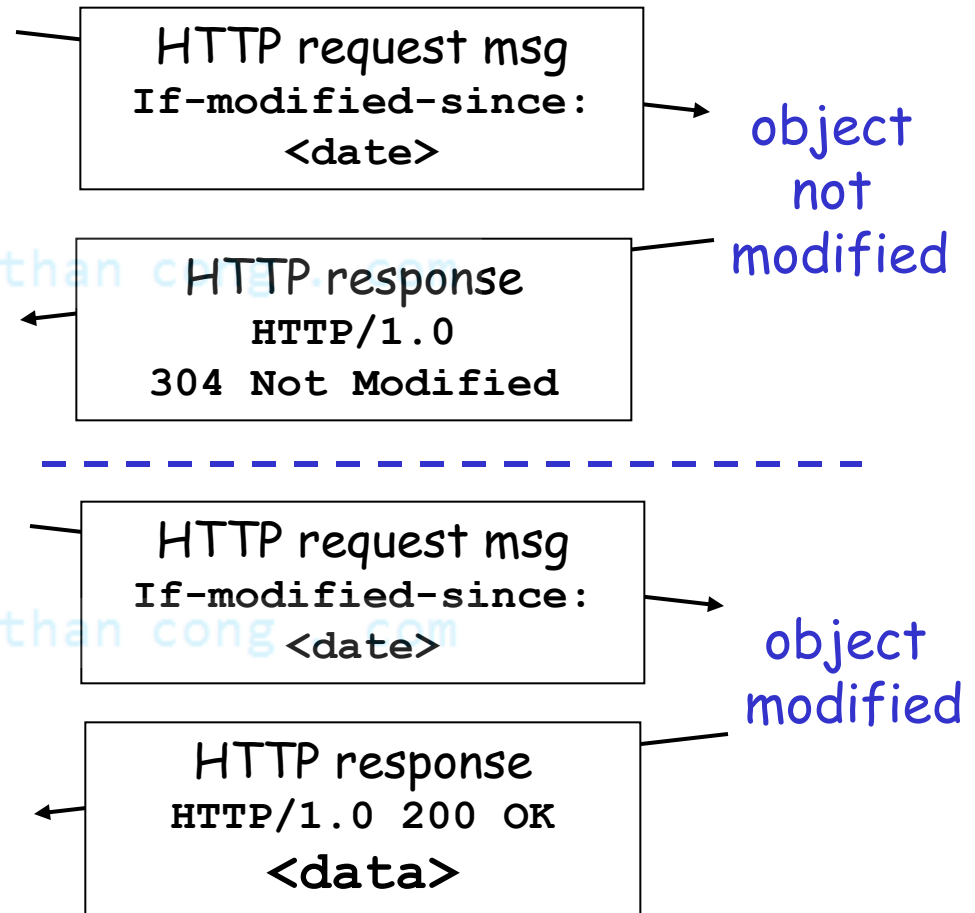 HTTP request msg
If-modified-since:
<date>
object
not
modified
than cong . com
HTTP response
HTTP/1.0
304 Not Modified
HTTP request msg
If-modified-since:
<date>
than cong . com
object
modified
HTTP response
HTTP/1.0 200 OK
<data>